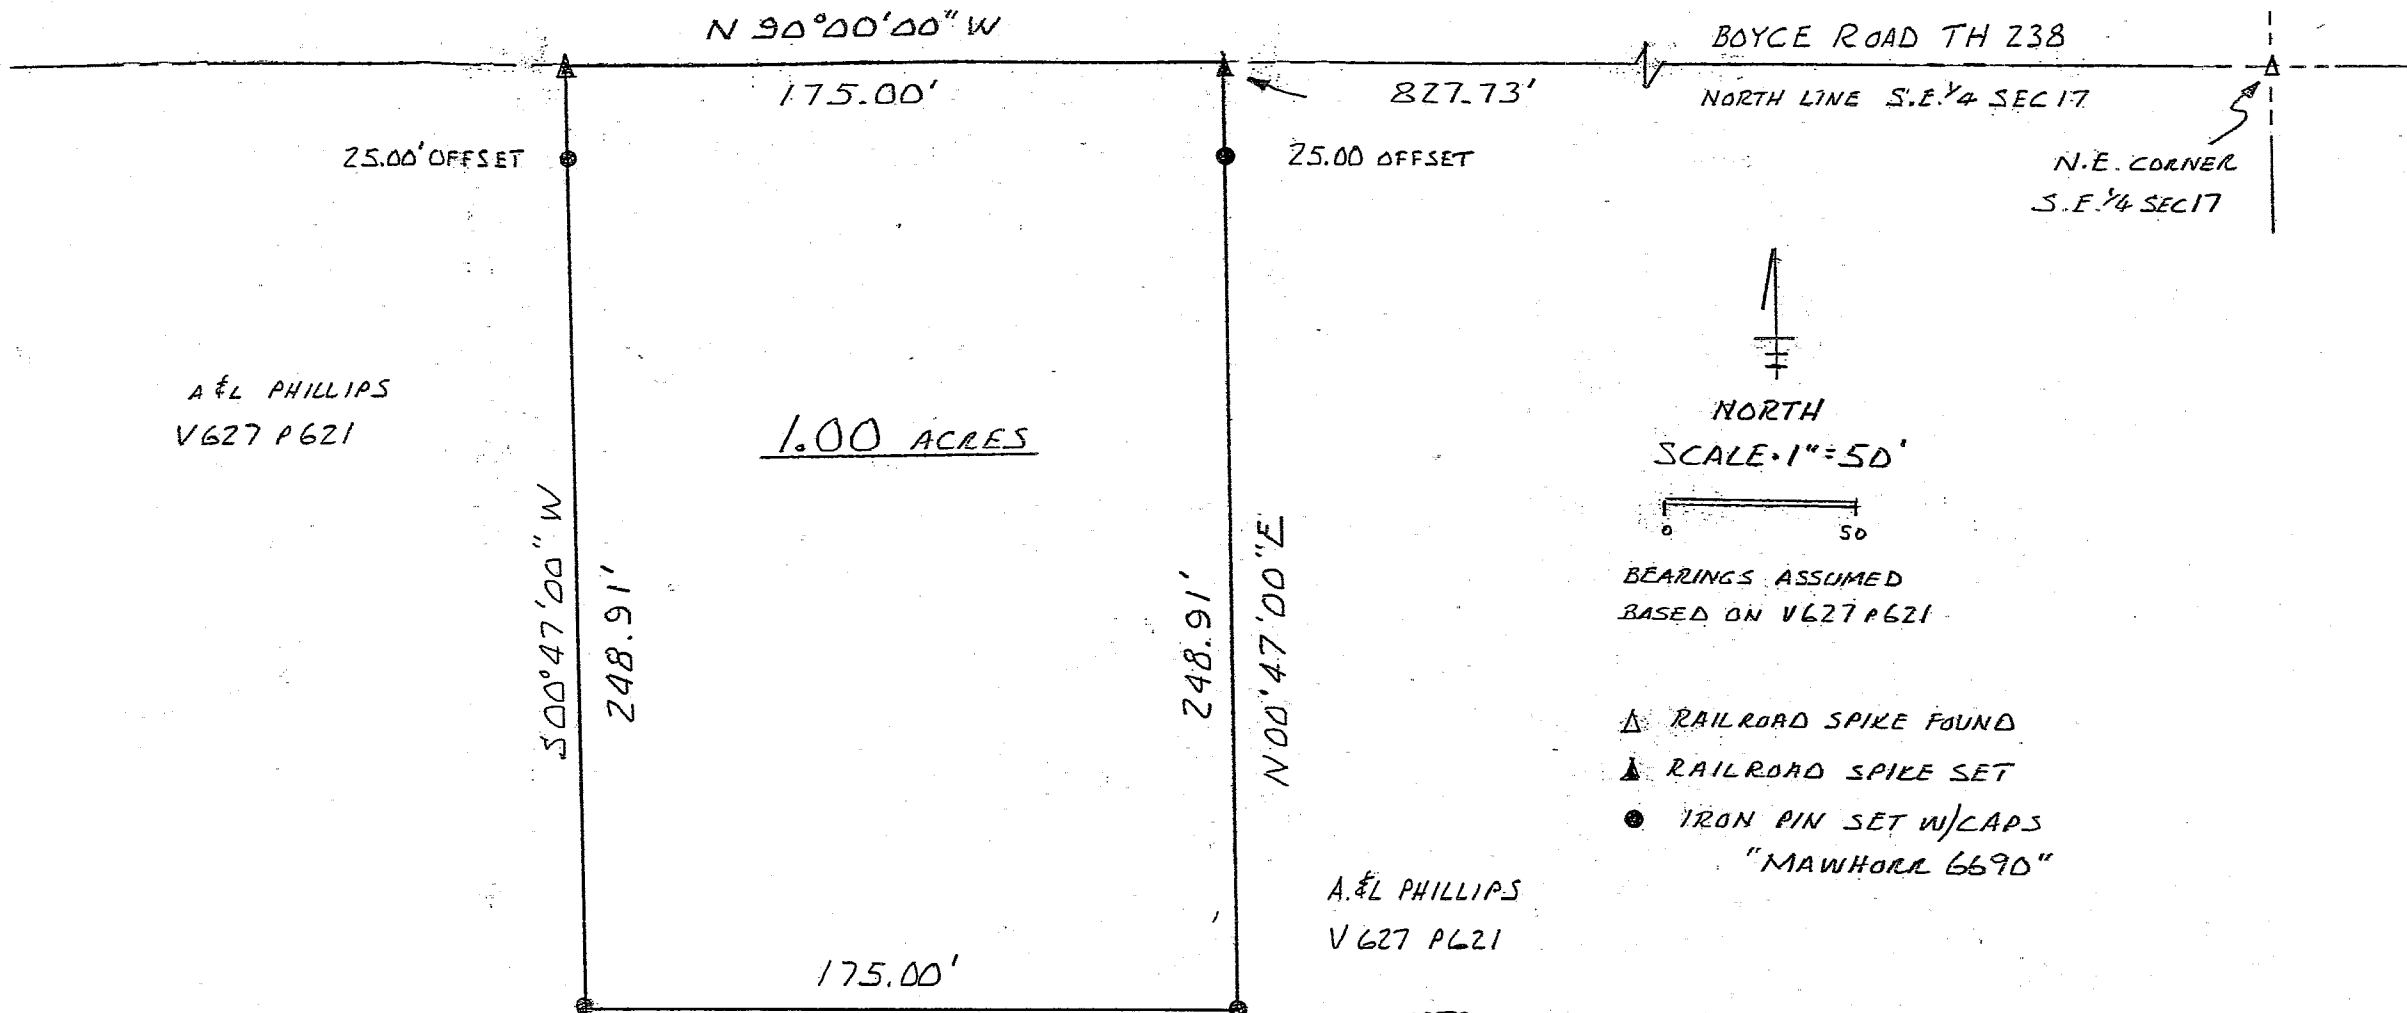 N 90°00'00" W
BOYCE ROAD TH 238
175.00'
827.73'
NORTH LINE S.E.¼ SEC 17
25.00' OFFSET
25.00 OFFSET
N.E. CORNER
S.E.¼ SEC 17
A & L PHILLIPS
V627 P621
1.00 ACRES
NORTH
SCALE·1"=50'
0 50
S00°47'00" W
248.91'
248.91'
N00°47'00"E
BEARINGS ASSUMED
BASED ON V627 P621
RAILROAD SPIKE FOUND
RAILROAD SPIKE SET
IRON PIN SET W/CAPS
"MAWHORR 6690"
A.&L PHILLIPS
V 627 P621
175.00'